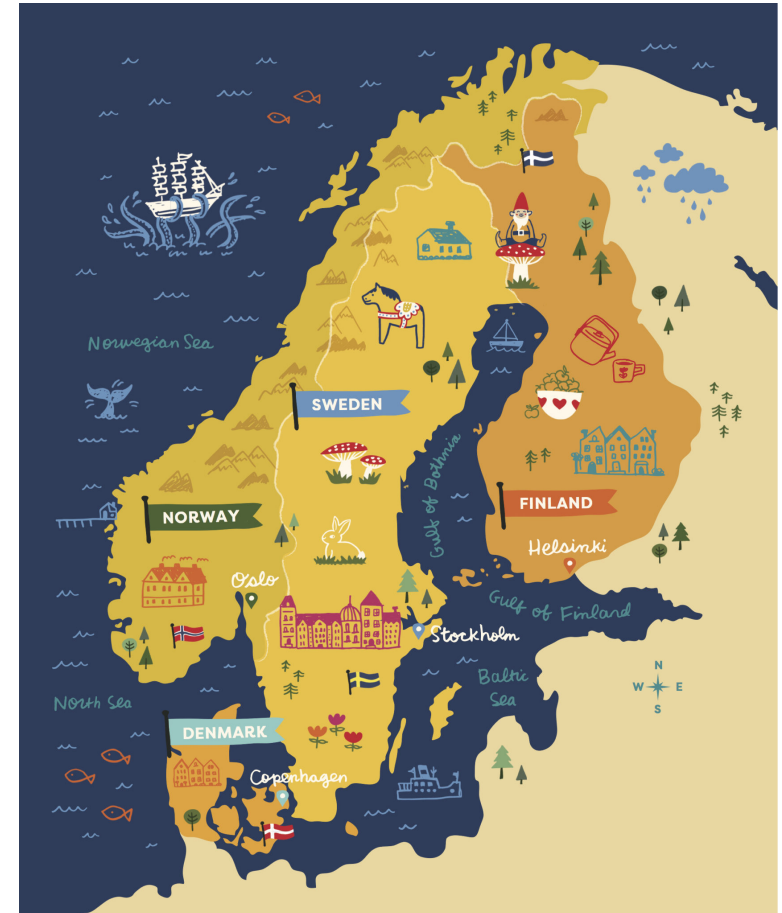 Norwegian Sea
SWEDEN
Gulf of Bothnia
NORWAY
FINLAND
Helsinki
Oslo
Gulf of Finland
Stockholm
N
W E
S
Baltic
Sea
North Sea
DENMARK
Copenhagen